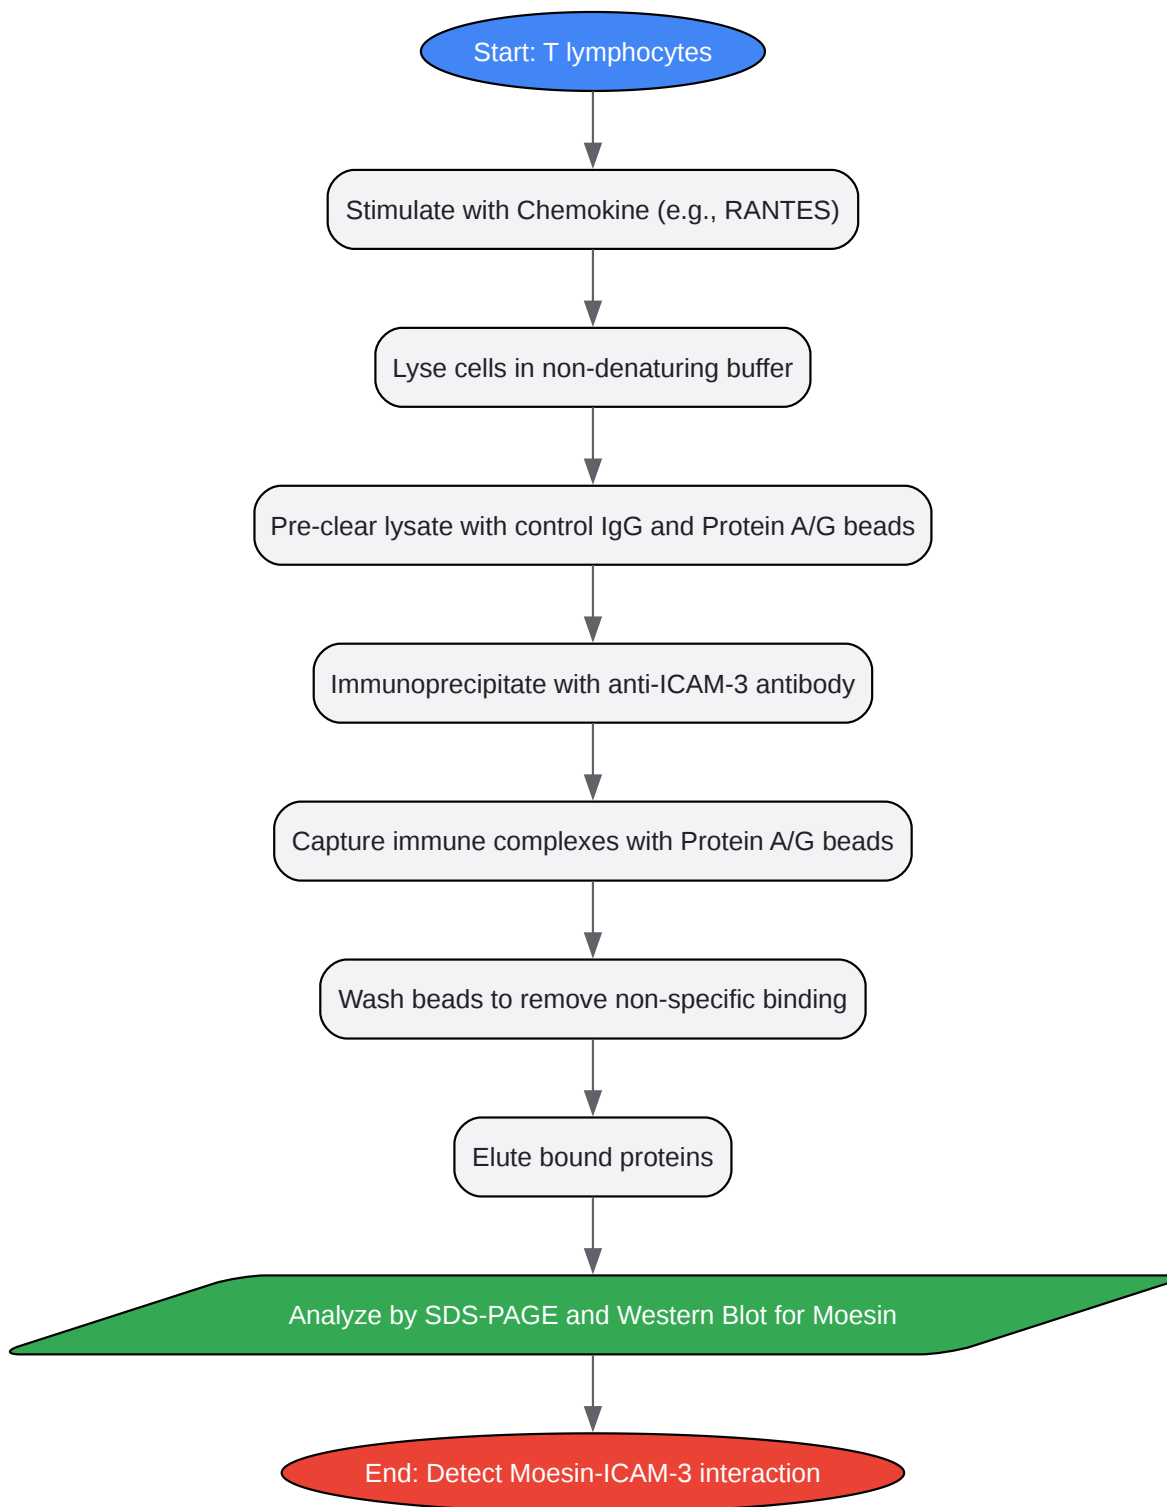 Start: T lymphocytes
Stimulate with Chemokine (e.g., RANTES)
Lyse cells in non-denaturing buffer
Pre-clear lysate with control IgG and Protein A/G beads
Immunoprecipitate with anti-ICAM-3 antibody
Capture immune complexes with Protein A/G beads
Wash beads to remove non-specific binding
Elute bound proteins
Analyze by SDS-PAGE and Western Blot for Moesin
End: Detect Moesin-ICAM-3 interaction